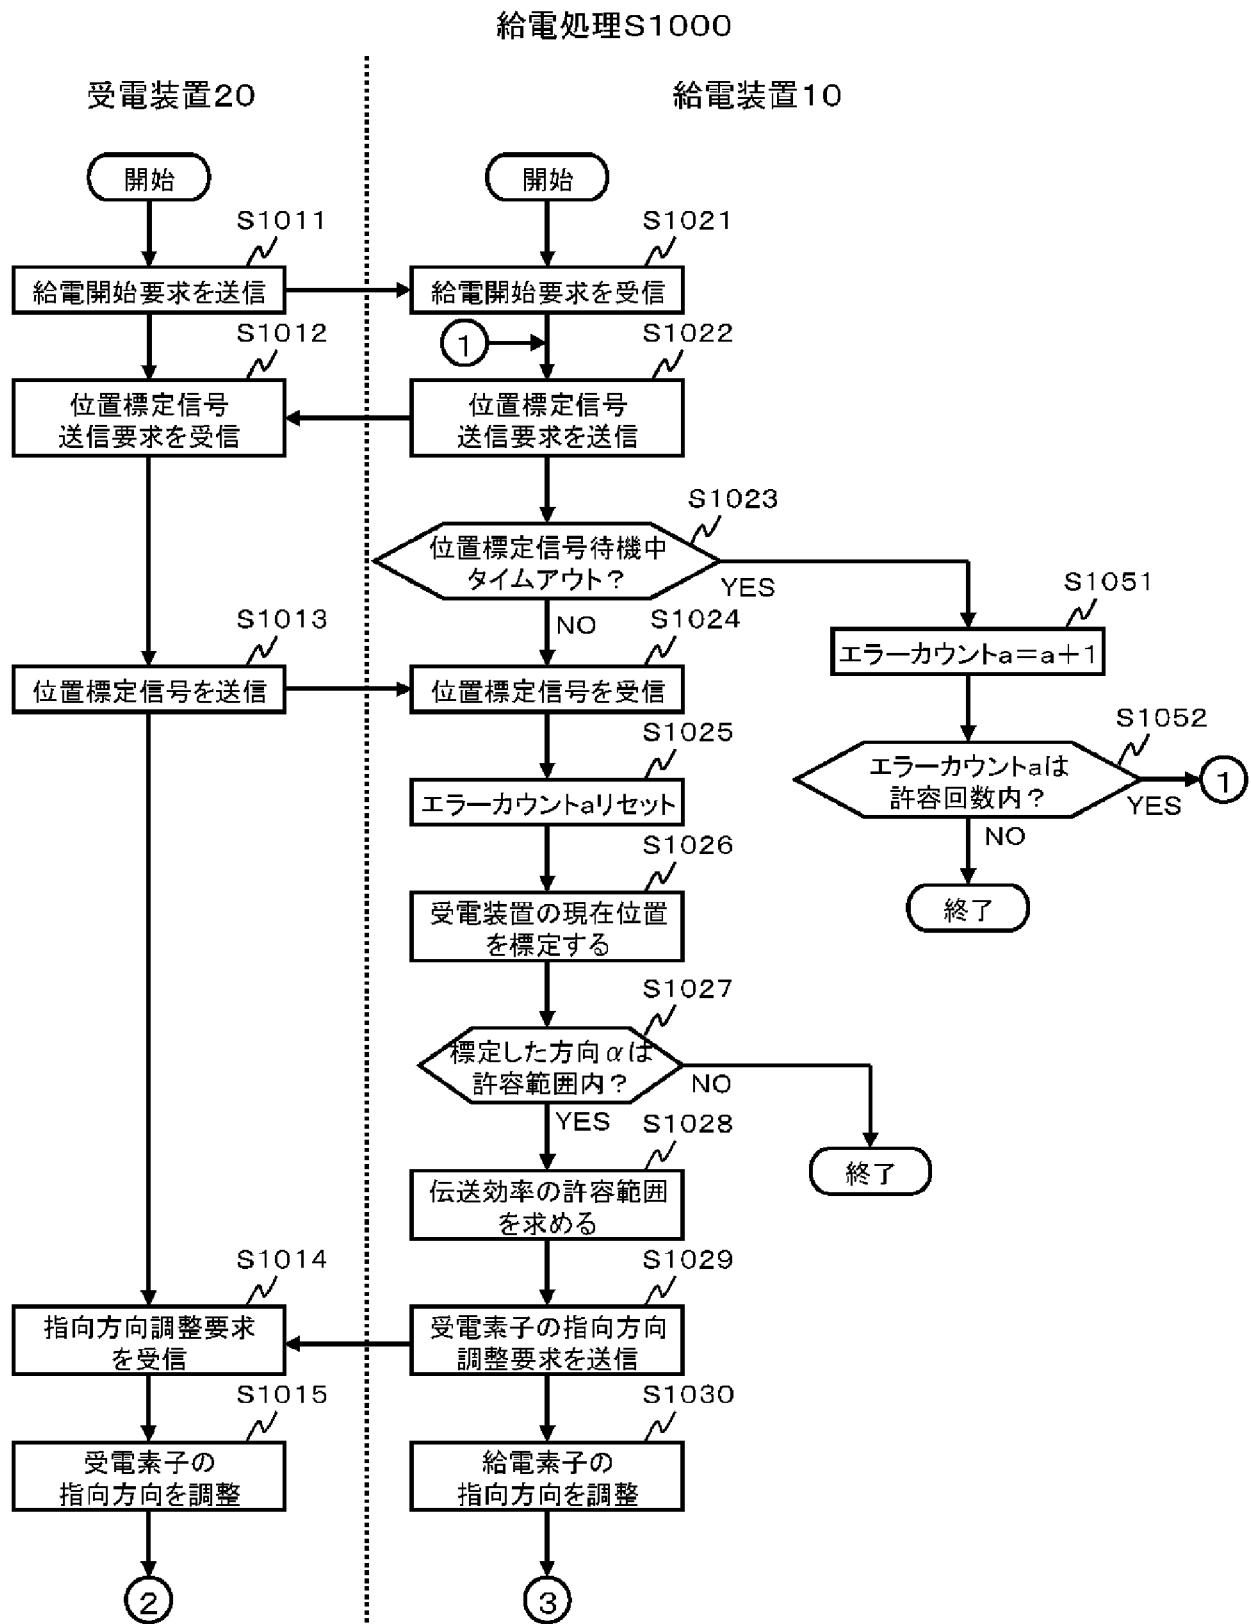 給電処理S1000
受電装置20
給電装置10
開始
開始
S1011
S1021
給電開始要求を送信
給電開始要求を受信
S1012
1
S1022
位置標定信号
送信要求を受信
位置標定信号
送信要求を送信
S1023
位置標定信号待機中
タイムアウト？
YES
NO
S1051
エラーカウントa＝a＋1
S1013
S1024
位置標定信号を送信
位置標定信号を受信
S1052
エラーカウントaは
許容回数内？
YES
1
NO
終了
S1025
エラーカウントaリセット
S1026
受電装置の現在位置
を標定する
S1027
標定した方向αは
許容範囲内？
NO
YES
終了
S1028
伝送効率の許容範囲
を求める
S1014
S1029
指向方向調整要求
を受信
受電素子の指向方向
調整要求を送信
S1015
S1030
受電素子の
指向方向を調整
給電素子の
指向方向を調整
2
3